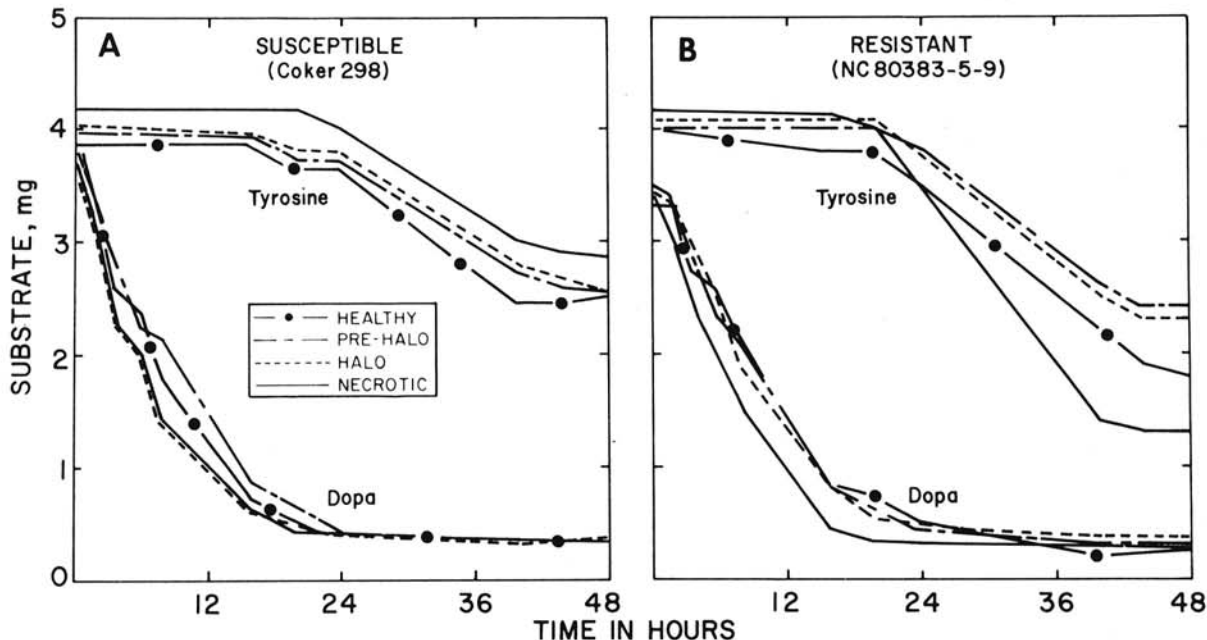 A
SUSCEPTIBLE
(Coker 298)
B
RESISTANT
(NC 80383-5-9)
SUBSTRATE, mg
5
4
3
2
1
0
Tyrosine
Tyrosine
HEALTHY
PRE-HALO
HALO
NECROTIC
Dopa
Dopa
12
24
36
48
12
24
36
48
TIME IN HOURS